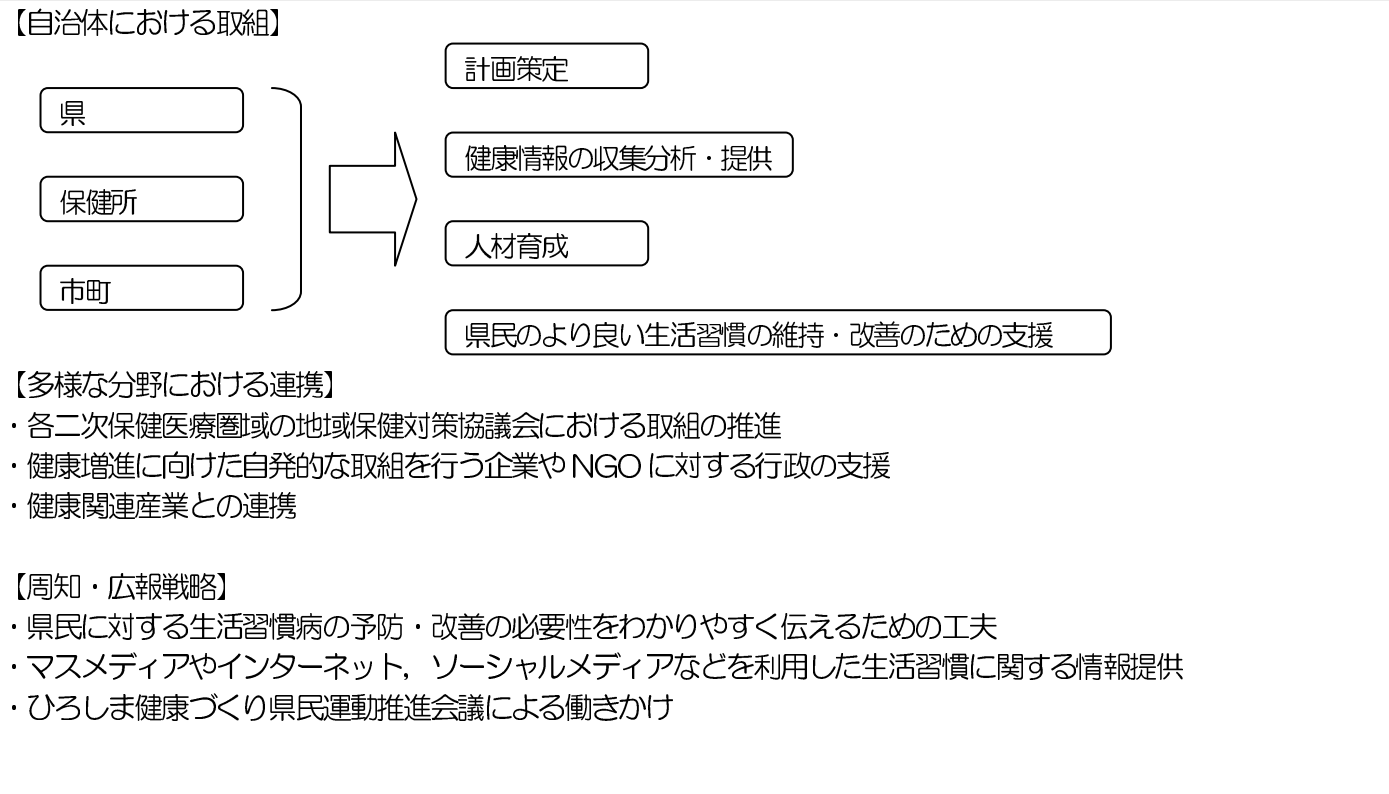 【自治体における取組】
県
保健所
市町
計画策定
健康情報の収集分析・提供
人材育成
県民のより良い生活習慣の維持・改善のための支援
【多様な分野における連携】
・各二次保健医療圏域の地域保健対策協議会における取組の推進
・健康増進に向けた自発的な取組を行う企業や NGO に対する行政の支援
・健康関連産業との連携
【周知・広報戦略】
・県民に対する生活習慣病の予防・改善の必要性をわかりやすく伝えるための工夫
・マスメディアやインターネット，ソーシャルメディアなどを利用した生活習慣に関する情報提供
・ひろしま健康づくり県民運動推進会議による働きかけ